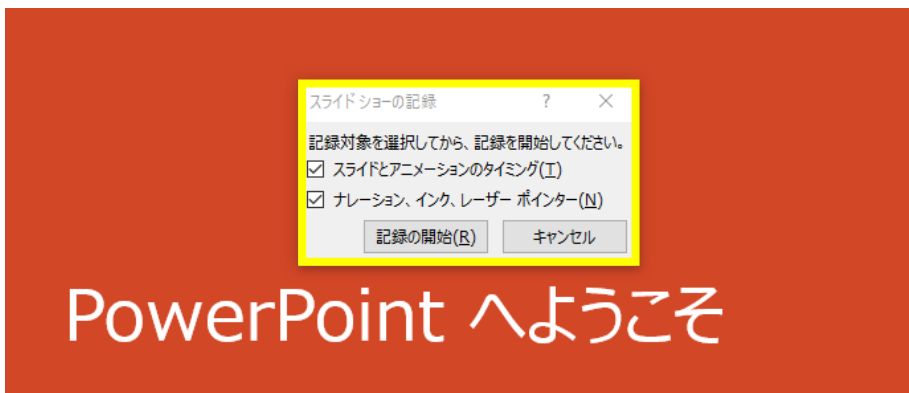 スライド ショーの記録 ? ×
記録対象を選択してから、記録を開始してください。
スライドとアニメーションのタイミング(T)
ナレーション、インク、レーザー ポインター(N)
記録の開始(R) キャンセル
PowerPoint へようこそ